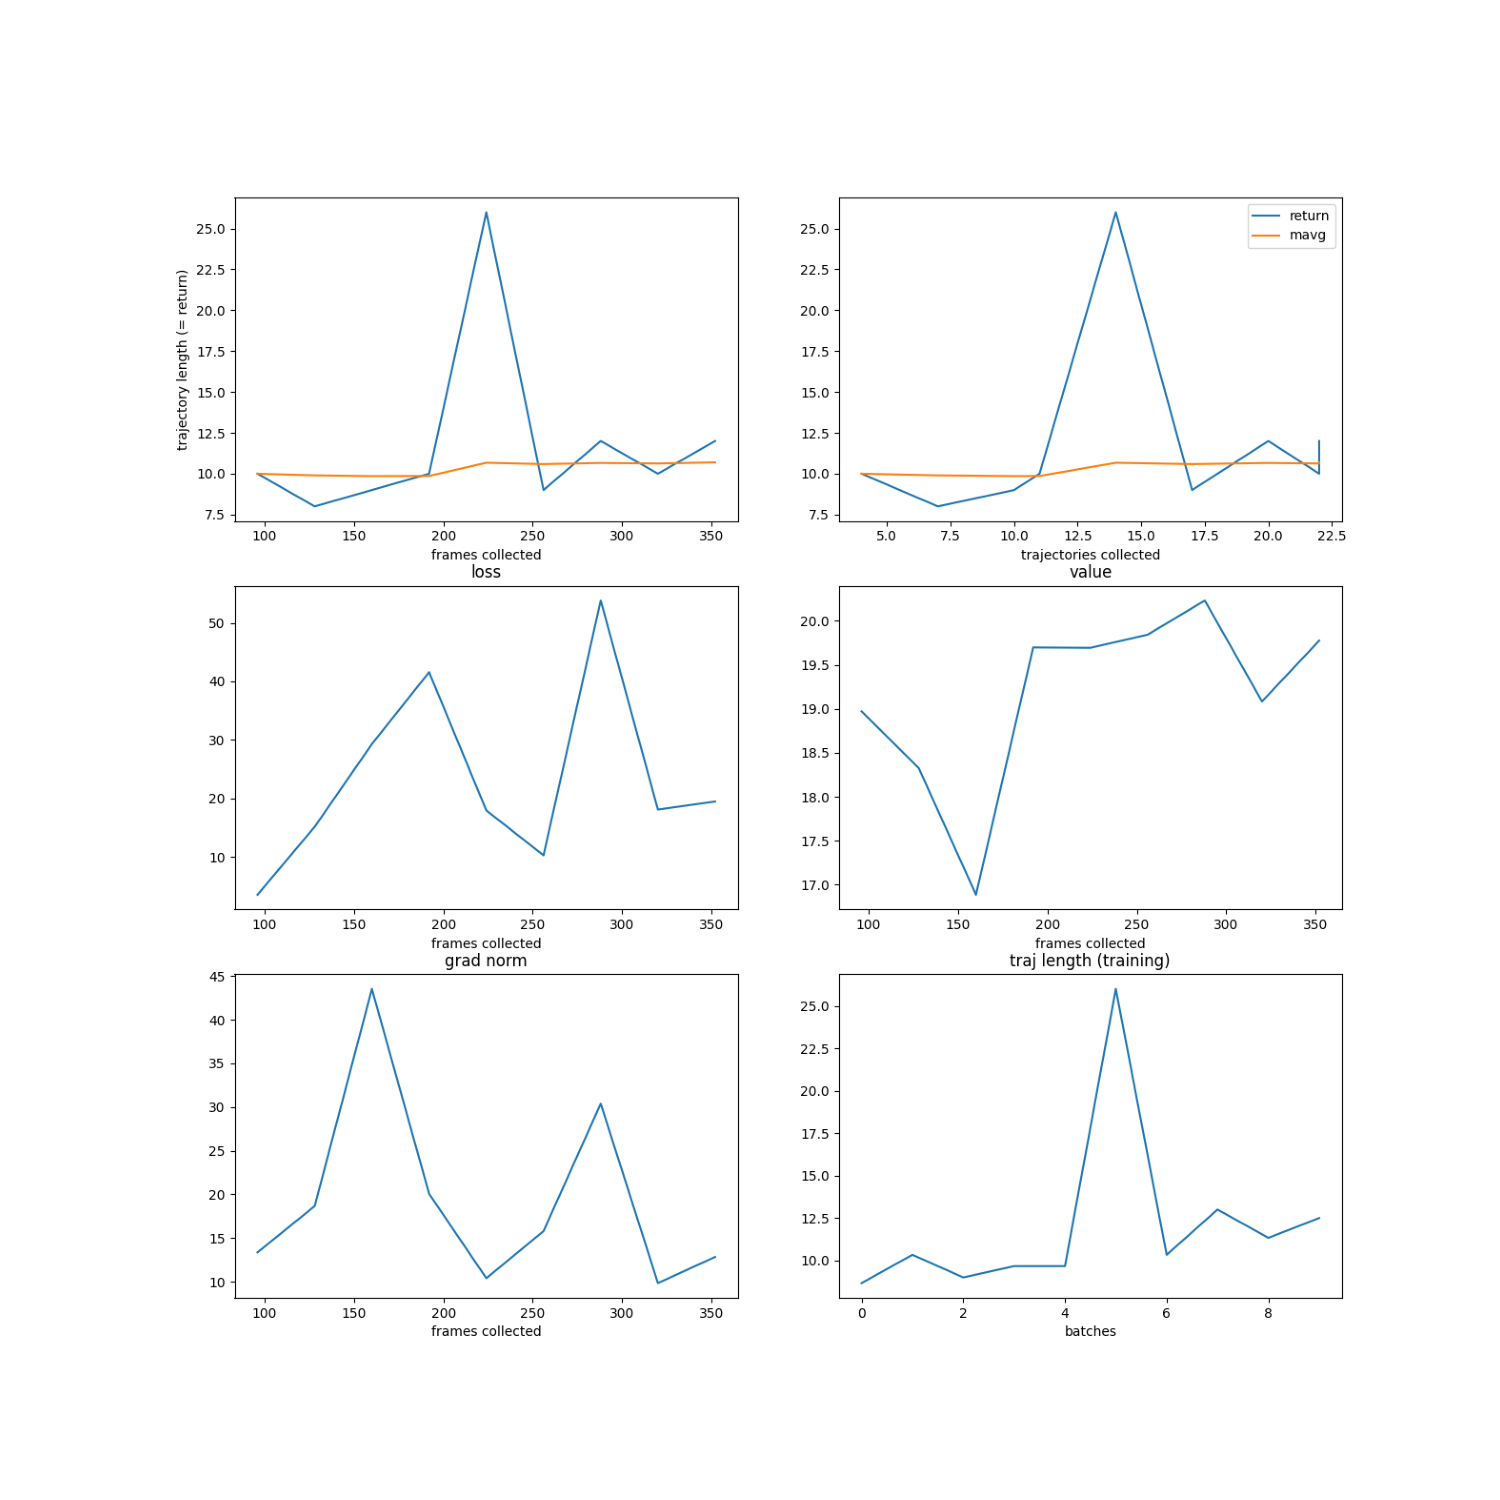 trajectory length (= return)
25.0
22.5
20.0
17.5
15.0
12.5
10.0
7.5
100 150 200 250 300 350
frames collected
return
mavg
25.0
22.5
20.0
17.5
15.0
12.5
10.0
7.5
5.0 7.5 10.0 12.5 15.0 17.5 20.0 22.5
trajectories collected
loss
50
40
30
20
10
100 150 200 250 300 350
frames collected
value
20.0
19.5
19.0
18.5
18.0
17.5
17.0
100 150 200 250 300 350
frames collected
grad norm
45
40
35
30
25
20
15
10
100 150 200 250 300 350
frames collected
traj length (training)
25.0
22.5
20.0
17.5
15.0
12.5
10.0
0 2 4 6 8
batches